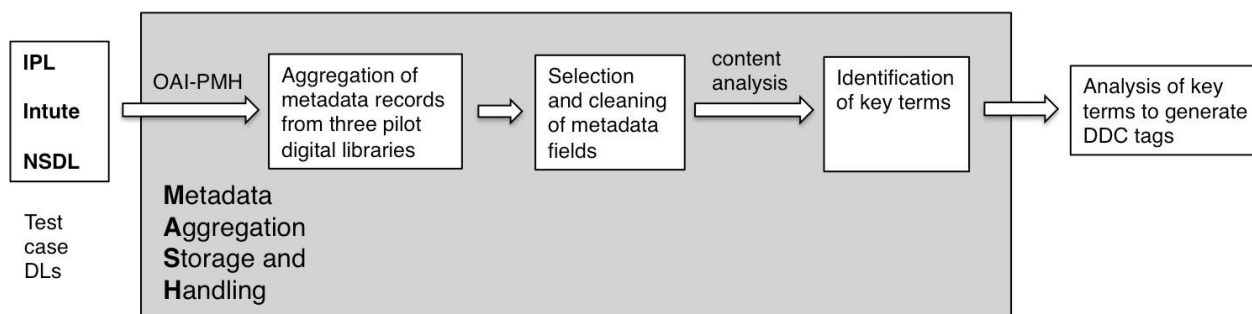 IPL
Intute
NSDL
Test
case
DLs
OAI-PMH
Aggregation of
metadata records
from three pilot
digital libraries
Selection
and cleaning
of metadata
fields
content
analysis
Identification
of key terms
Analysis of key
terms to generate
DDC tags
Metadata
Aggregation
Storage and
Handling